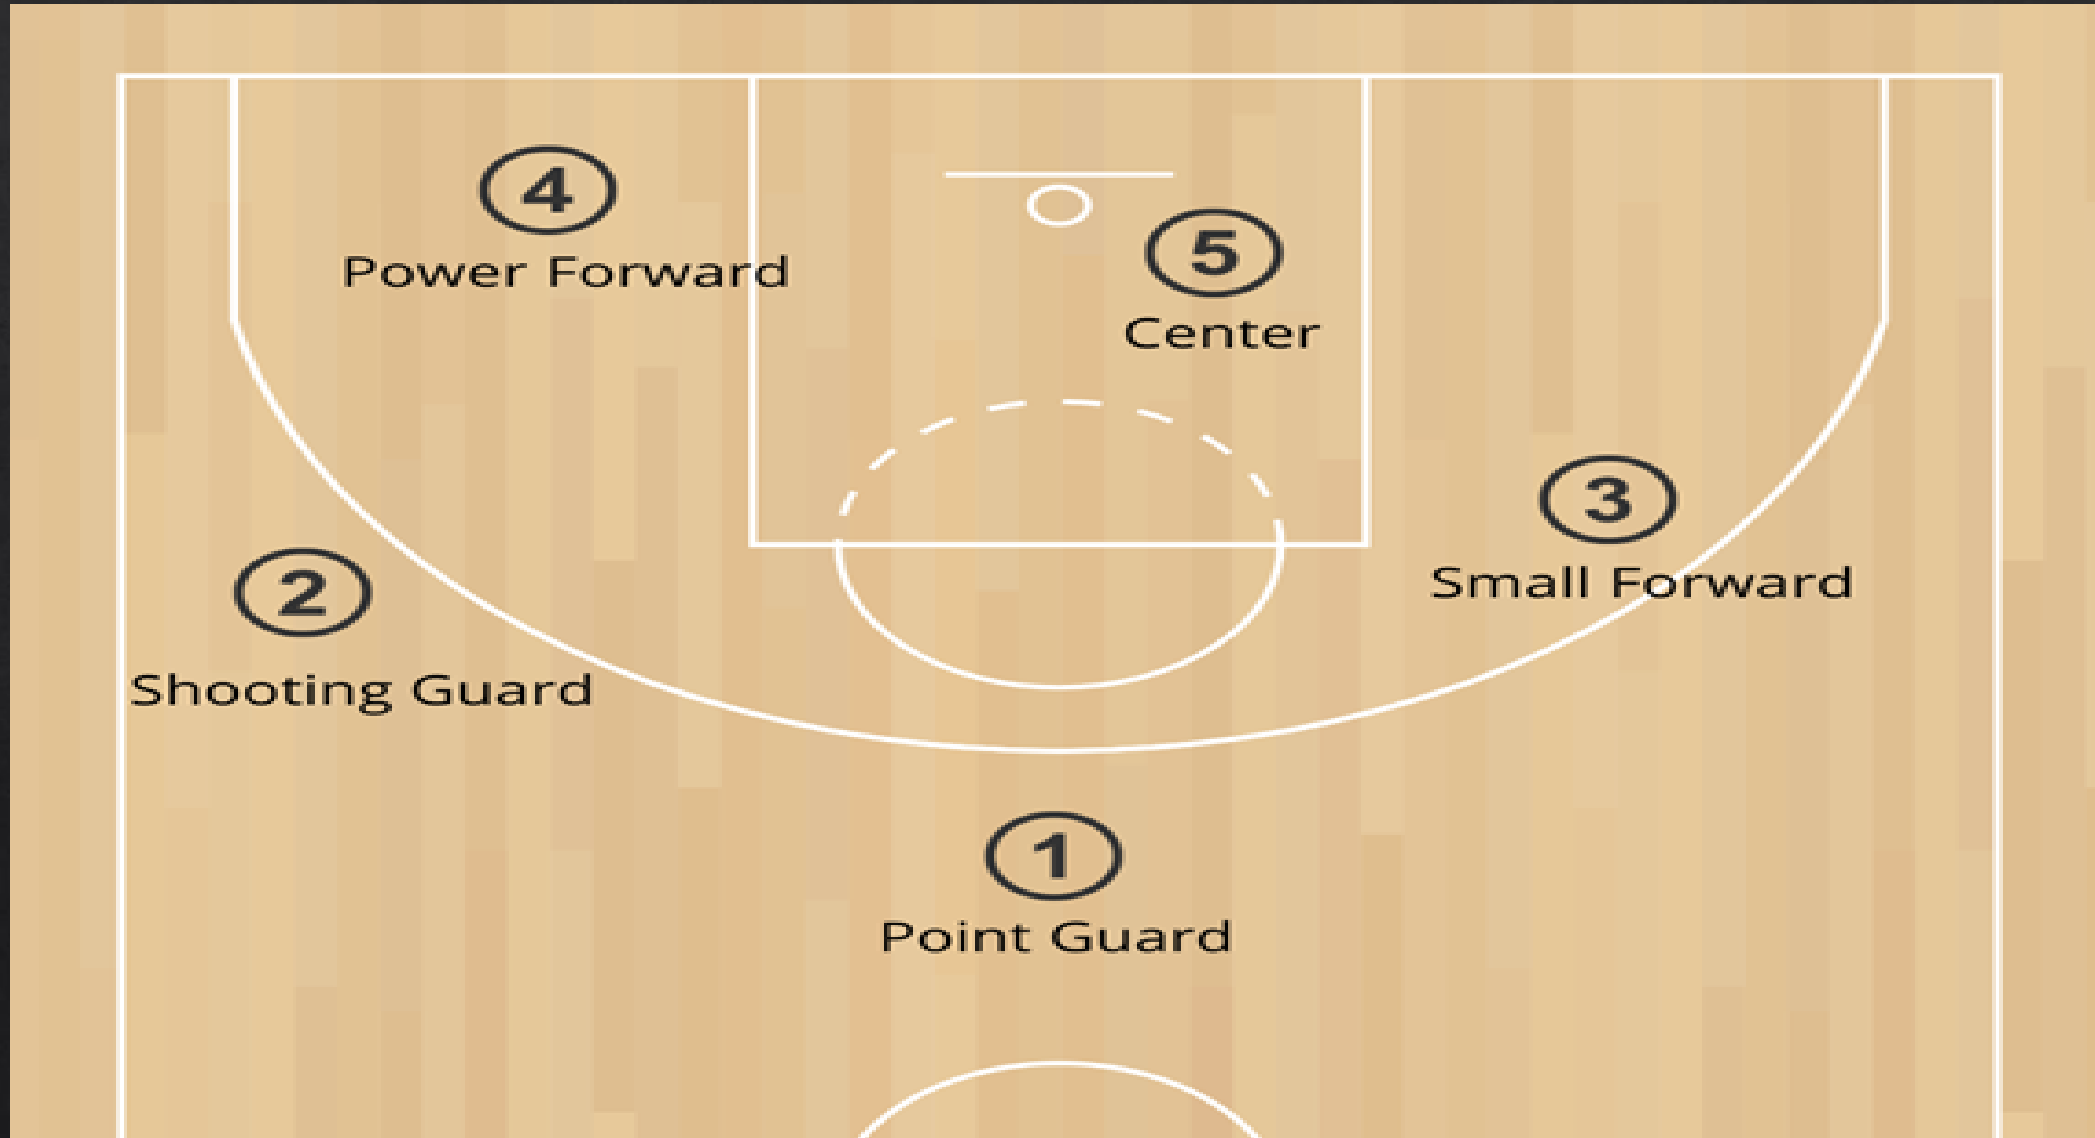 4
Power Forward
5
Center
3
Small Forward
2
Shooting Guard
1
Point Guard